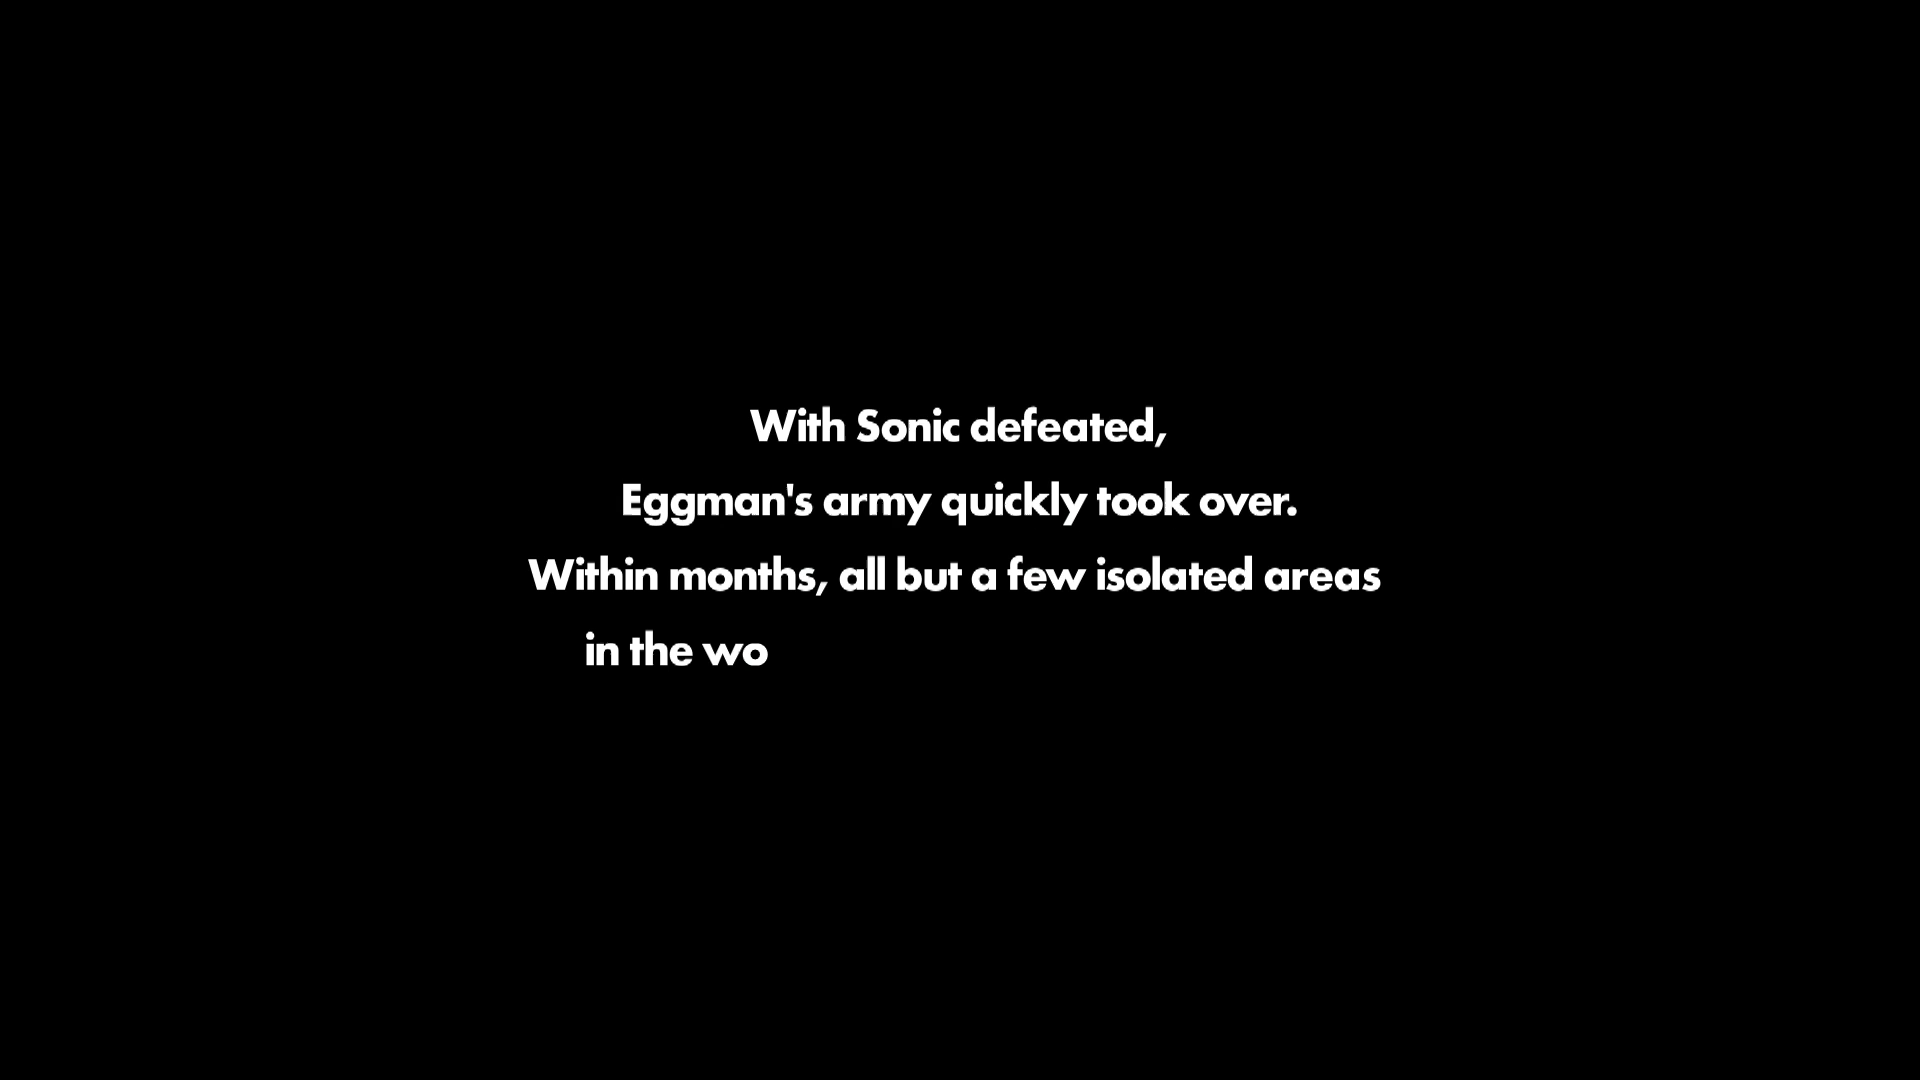 With Sonic defeated,
Eggman's army quickly took over.
Within months, all but a few isolated areas
in the wo